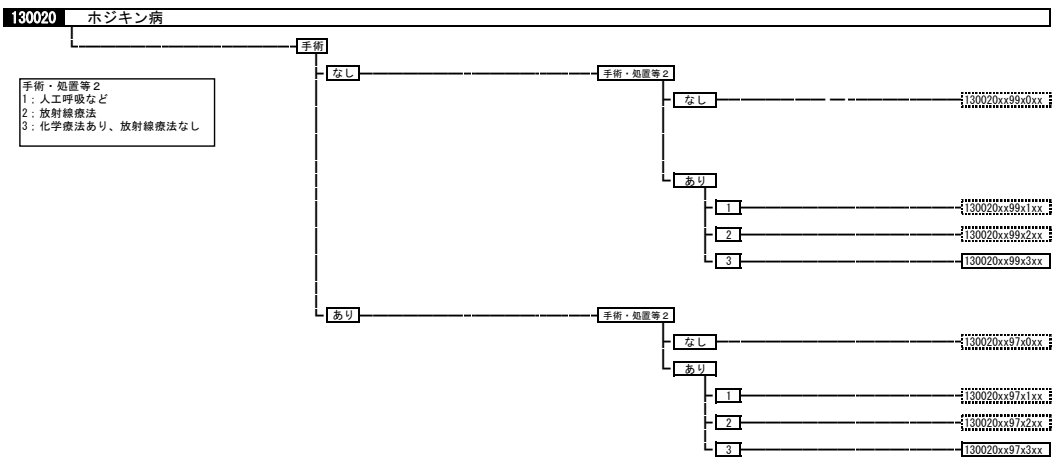 130020 ホジキン病
手術
なし 手術・処置等2
手術・処置等2
1:人工呼吸など
2:放射線療法
3:化学療法あり、放射線療法なし
なし 130020xx99x0xx
あり
1 130020xx99x1xx
2 130020xx99x2xx
3 130020xx99x3xx
あり 手術・処置等2
なし 130020xx97x0xx
あり
1 130020xx97x1xx
2 130020xx97x2xx
3 130020xx97x3xx